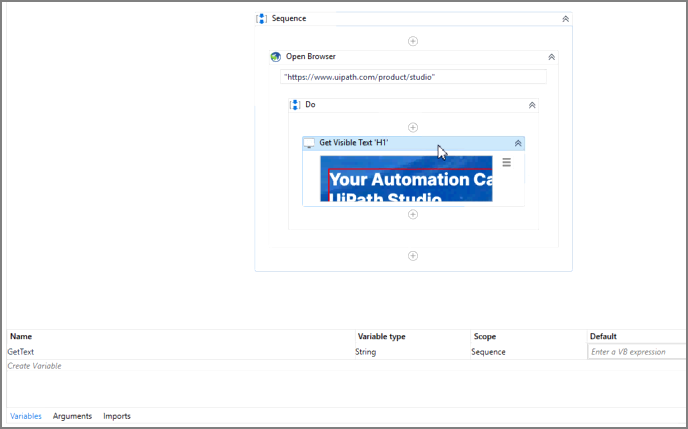 Sequence
Open Browser
"https://www.uipath.com/product/studio"
Do
Get Visible Text 'H1'
Your Automation Ca
UiPath Studio
Name Variable type Scope Default
GetText String Sequence Enter a VB expression
Create Variable
Variables Arguments Imports